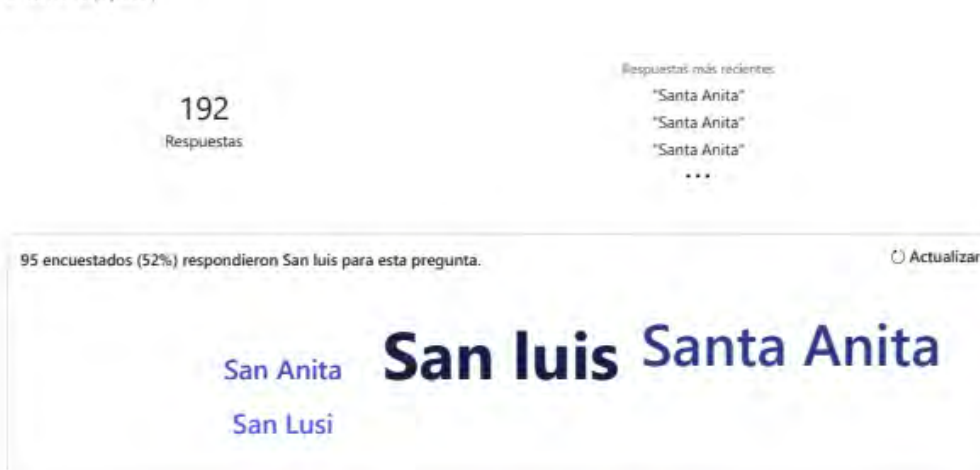 192
Respuestas
Respuestas más recientes
"Santa Anita"
"Santa Anita"
"Santa Anita"
...
95 encuestados (52%) respondieron San luis para esta pregunta.
Actualizar
San Anita
San luis
Santa Anita
San Lusi